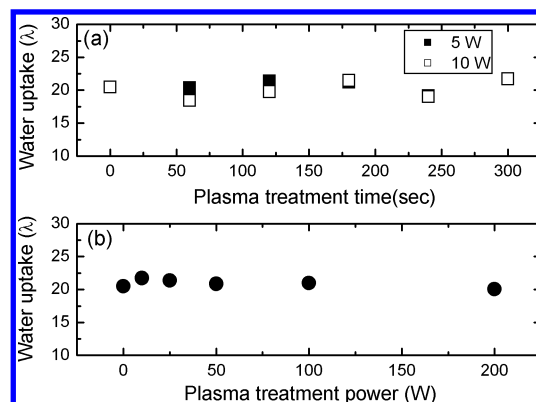 (a)
5 W
10 W
30
25
20
15
10
Water uptake (λ)
0 50 100 150 200 250 300
Plasma treatment time(sec)
(b)
30
25
20
15
10
Water uptake (λ)
0 50 100 150 200
Plasma treatment power (W)